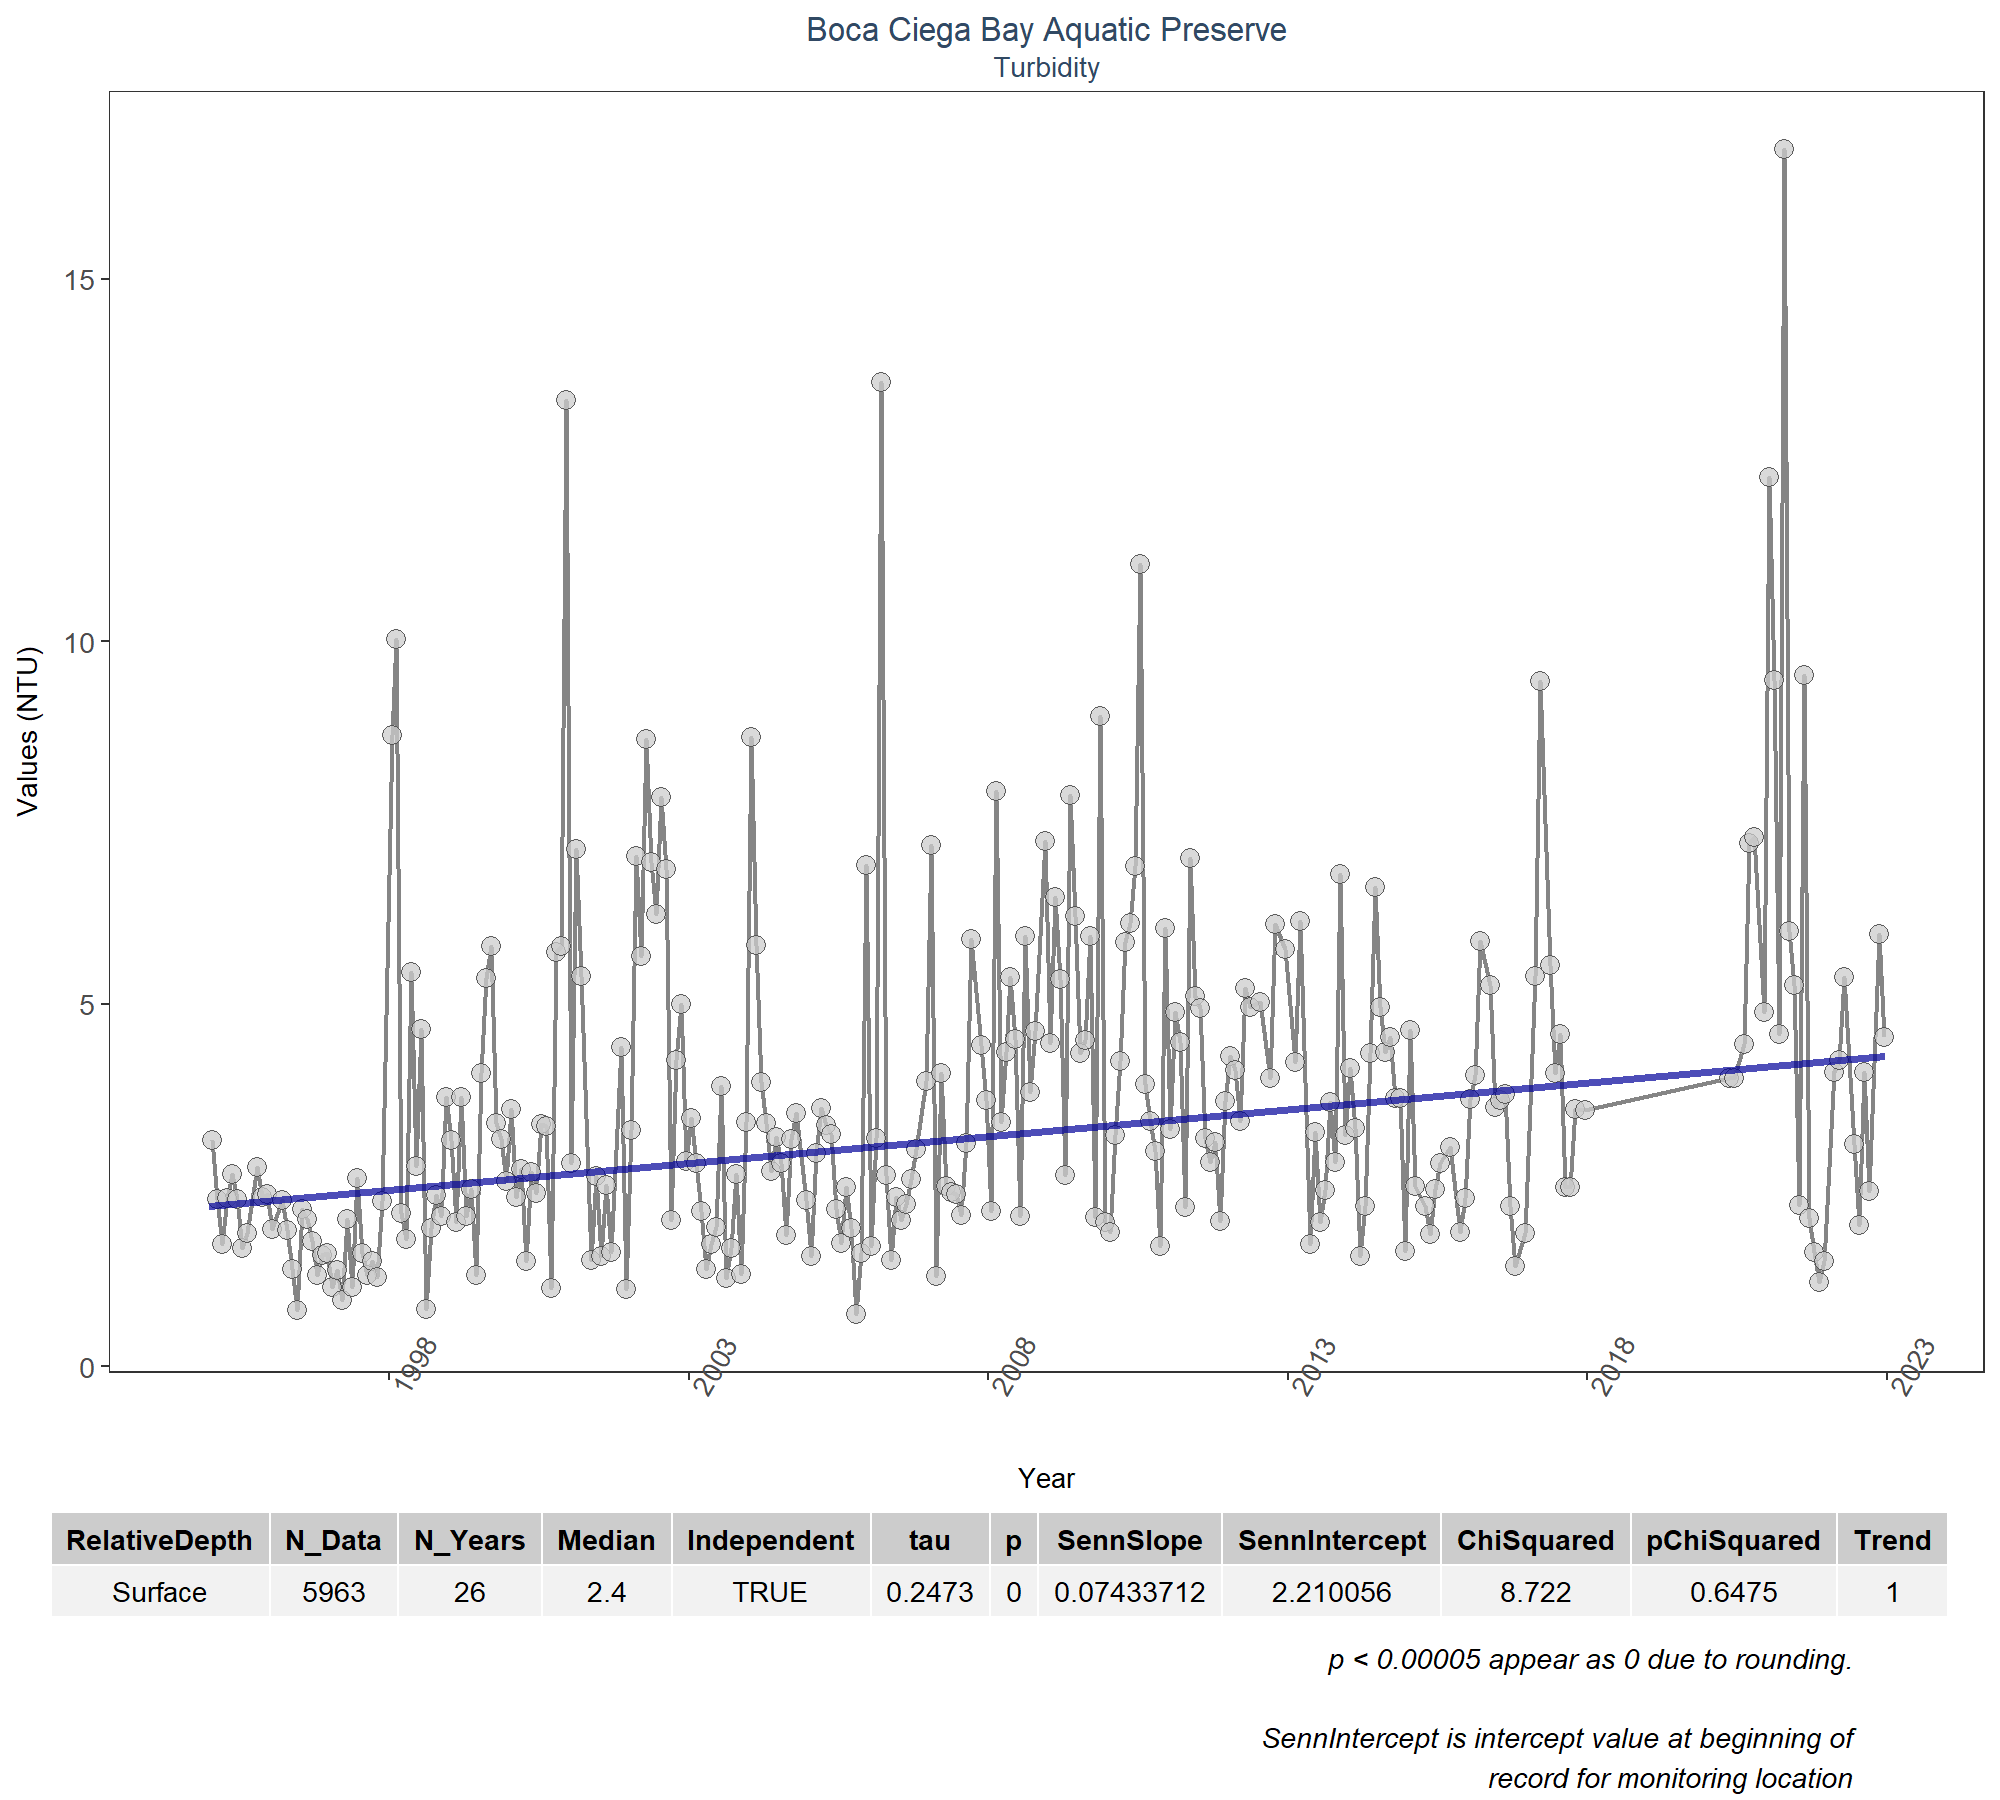 Boca Ciega Bay Aquatic Preserve
Turbidity
Values (NTU)
15
10
5
0
1998 2003 2008 2013 2018 2023
Year
RelativeDepth N_Data N_Years Median Independent tau p SennSlope SennIntercept ChiSquared pChiSquared Trend
Surface 5963 26 2.4 TRUE 0.2473 0 0.07433712 2.210056 8.722 0.6475 1
p < 0.00005 appear as 0 due to rounding.
SennIntercept is intercept value at beginning of
record for monitoring location